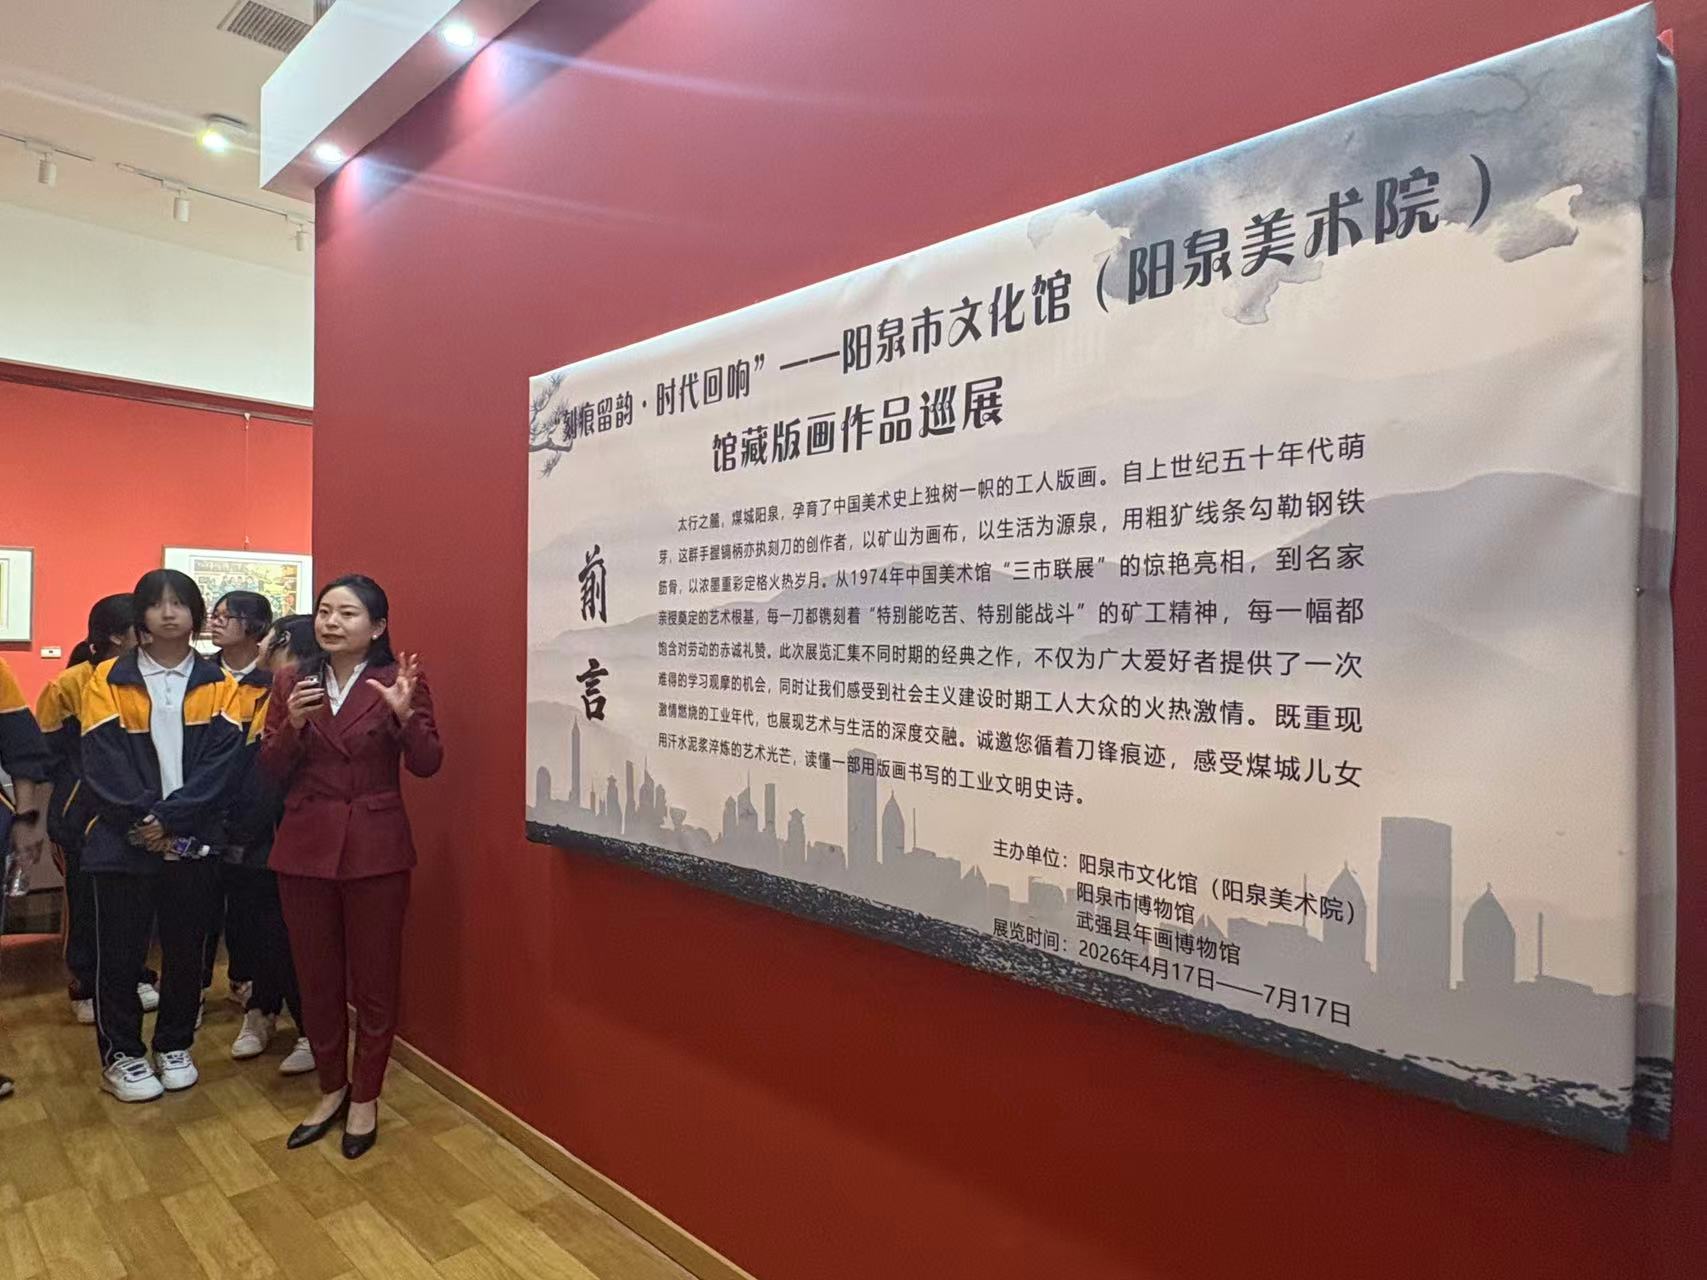 “刻痕留韵·时代回响”——阳泉市文化馆（阳泉美术院）
馆藏版画作品巡展
前言
太行之麓，煤城阳泉，孕育了中国美术史上独树一帜的工人版画。自上世纪五十年代萌
芽，这群手握镐柄亦执刻刀的创作者，以矿山为画布，以生活为源泉，用粗犷线条勾勒钢铁
筋骨，以浓墨重彩定格火热岁月。从1974年中国美术馆“三市联展”的惊艳亮相，到名家
亲授奠定的艺术根基，每一刀都镌刻着“特别能吃苦、特别能战斗”的矿工精神，每一幅都
饱含对劳动的赤诚礼赞。此次展览汇集不同时期的经典之作，不仅为广大爱好者提供了一次
难得的学习观摩的机会，同时让我们感受到社会主义建设时期工人大众的火热激情。既重现
激情燃烧的工业年代，也展现艺术与生活的深度交融。诚邀您循着刀锋痕迹，感受煤城儿女
用汗水泥浆淬炼的艺术光芒，读懂一部用版画书写的工业文明史诗。
主办单位：阳泉市文化馆（阳泉美术院）
阳泉市博物馆
武强县年画博物馆
展览时间：2026年4月17日——7月17日